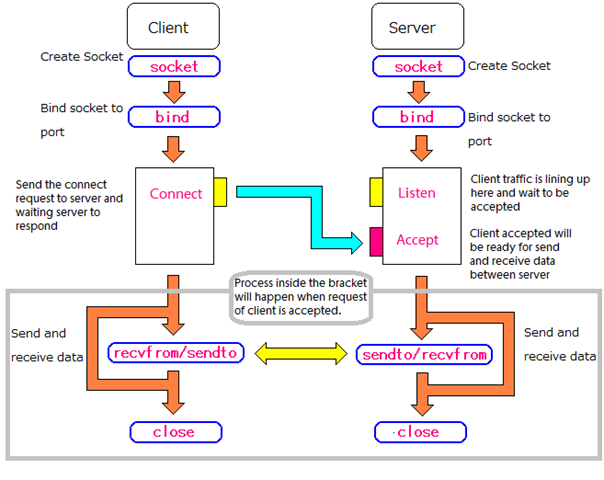 Client
Server
Create Socket
socket
socket
Create Socket
Bind socket to
port
bind
bind
Bind socket to
port
Send the connect
request to server and
waiting server to
respond
Connect
Listen
Client traffic is lining up
here and wait to be
accepted
Accept
Client accepted will
be ready for send
and receive data
between server
Process inside the bracket
will happen when request
of client is accepted.
Send and
receive data
recvfrom/sendto
sendto/recvfrom
Send and
receive data
close
close